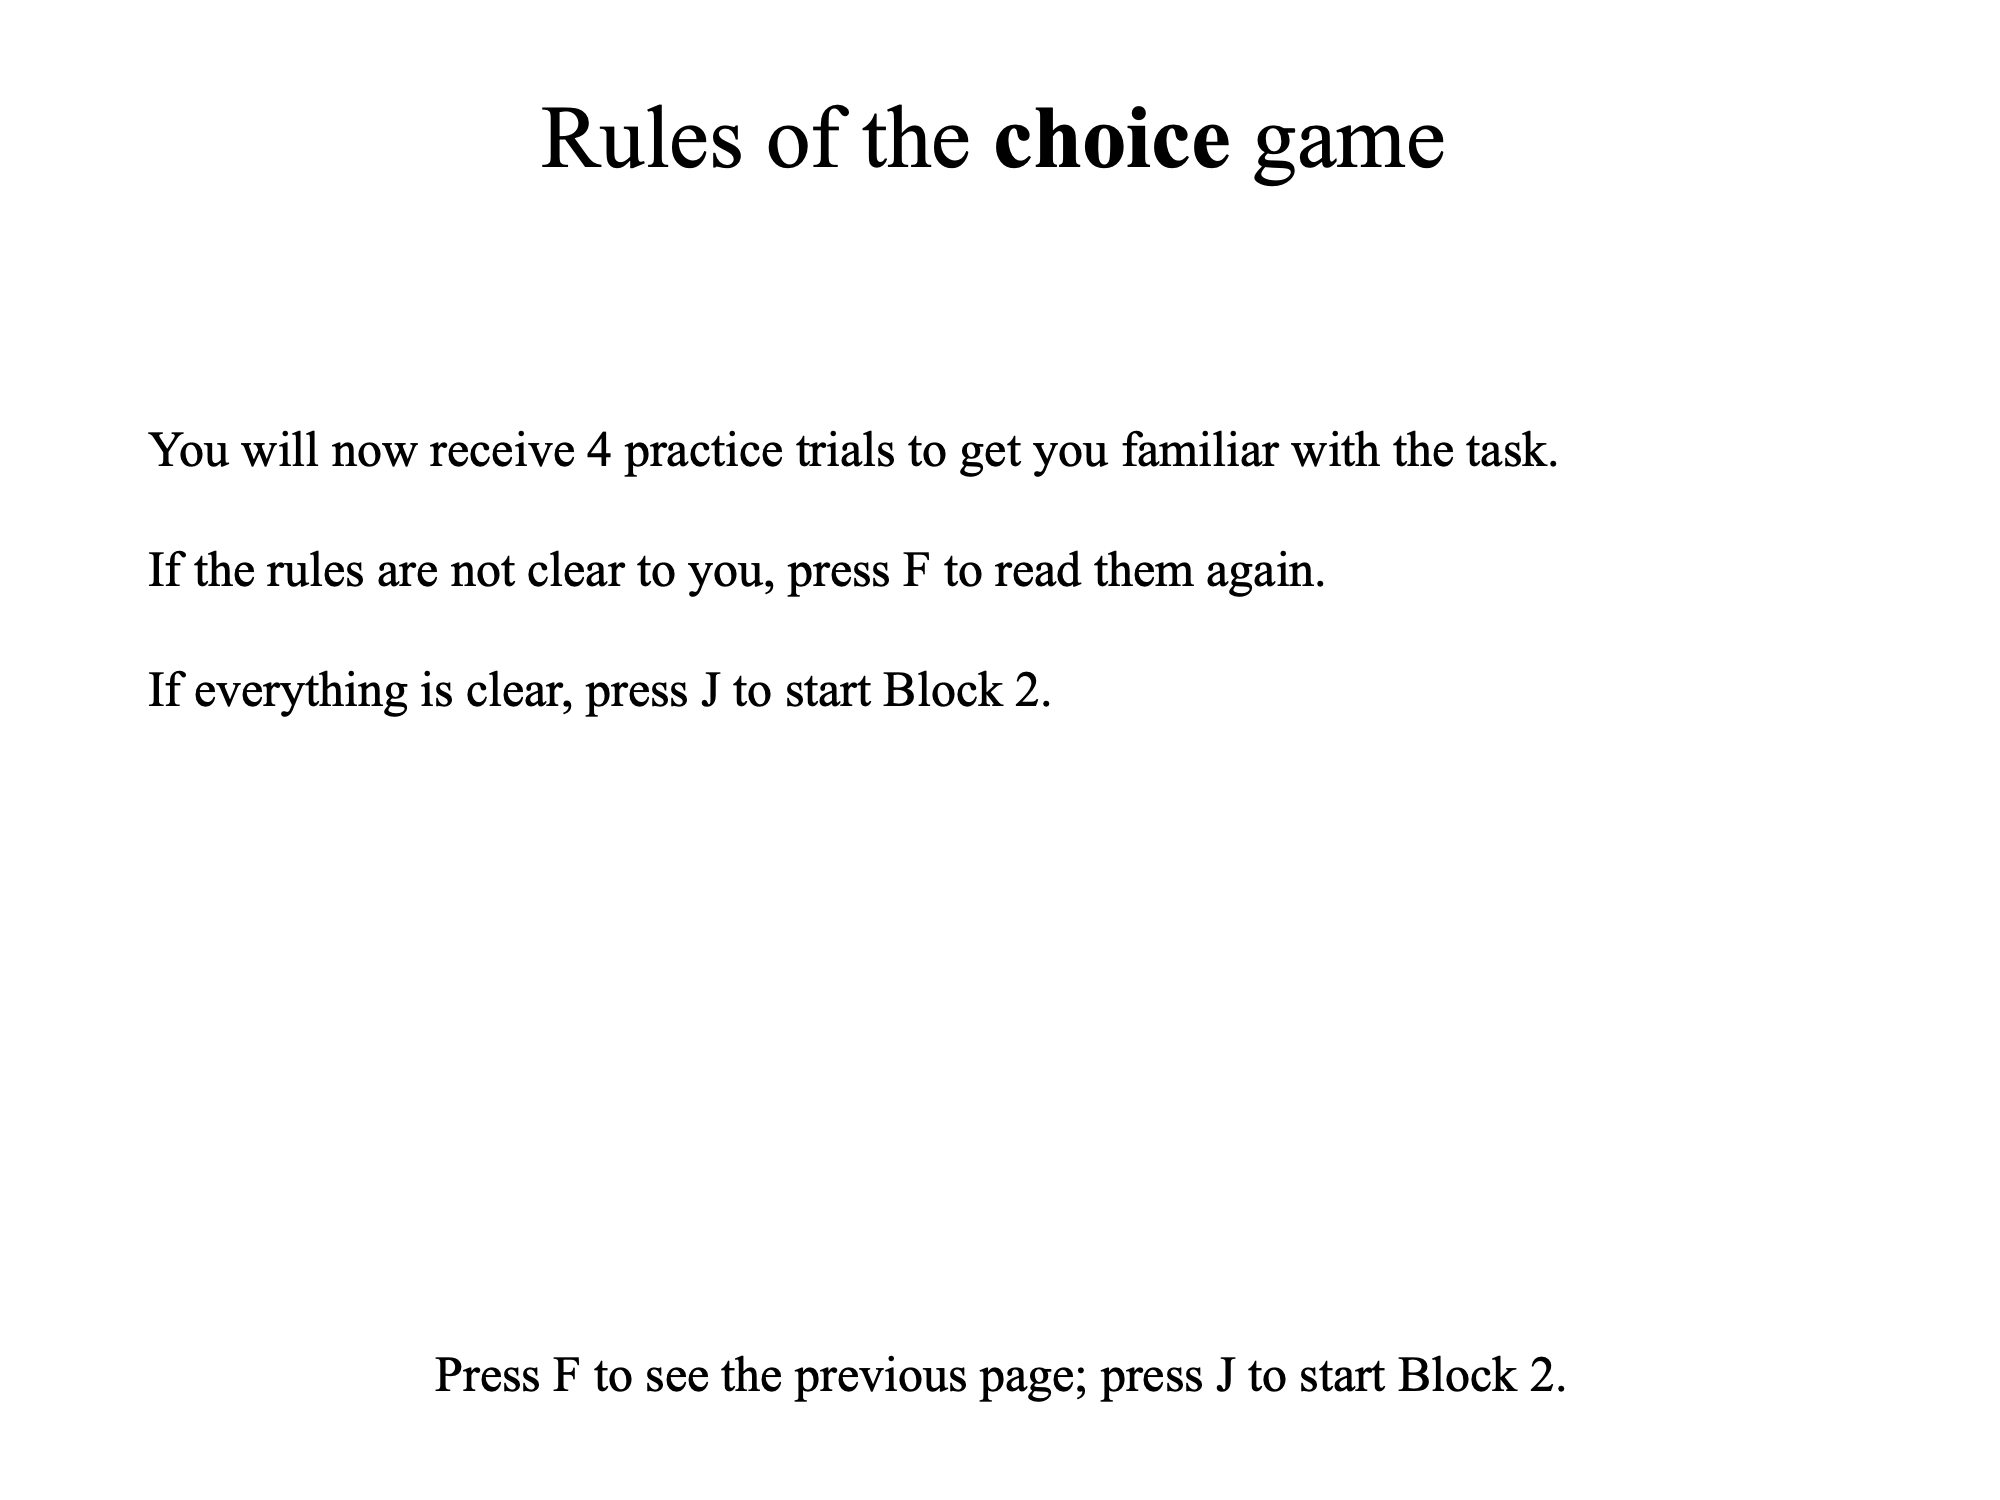 Rules of the choice game
You will now receive 4 practice trials to get you familiar with the task.
If the rules are not clear to you, press F to read them again.
If everything is clear, press J to start Block 2.
Press F to see the previous page; press J to start Block 2.